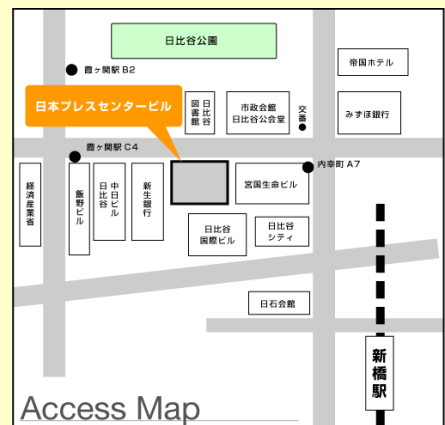 日比谷公園
帝国ホテル
霞ヶ関駅 B2
日本プレスセンタービル
日比谷
図書館
市政会館
日比谷公会堂
交番
みずほ銀行
霞ヶ関駅 C4
内幸町 A7
経済産業省
飯野ビル
中日ビル
日比谷
新生銀行
宮国生命ビル
日比谷
国際ビル
日比谷
シティ
日石会館
新橋駅
Access Map